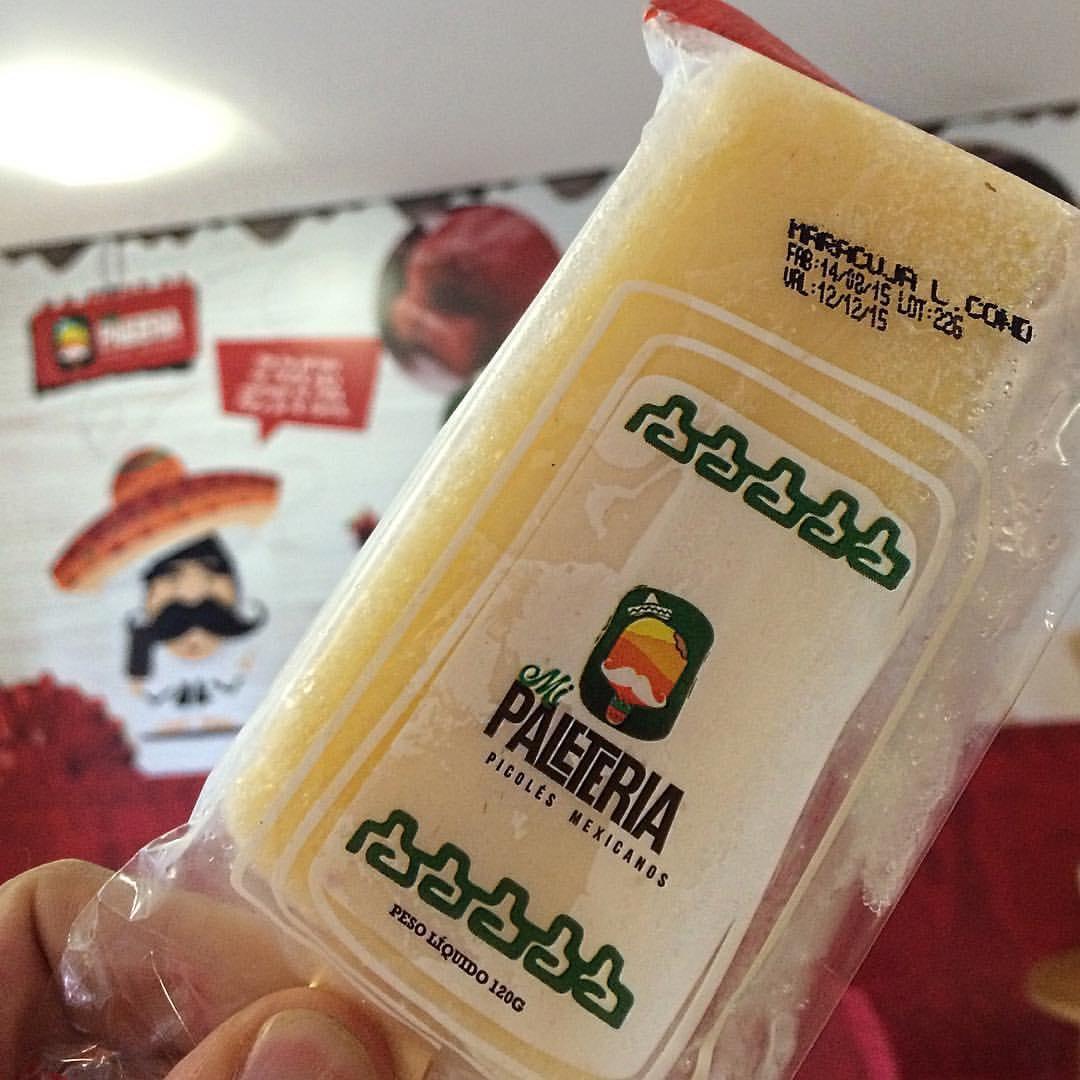 MARACUJA L.COND
FAB:14/08/15 LOT:226
VAL:12/12/15
Mi
PALETERIA
PICOLÉS MEXICANOS
PESO LÍQUIDO 120G
PALETERIA